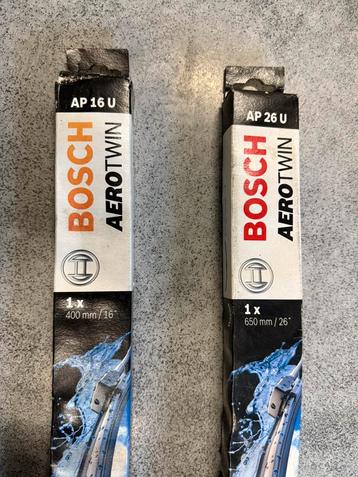 AP 16 U
BOSCH
AEROTWIN
1 x
400 mm / 16"
AP 26 U
BOSCH
AEROTWIN
1 x
650 mm / 26"